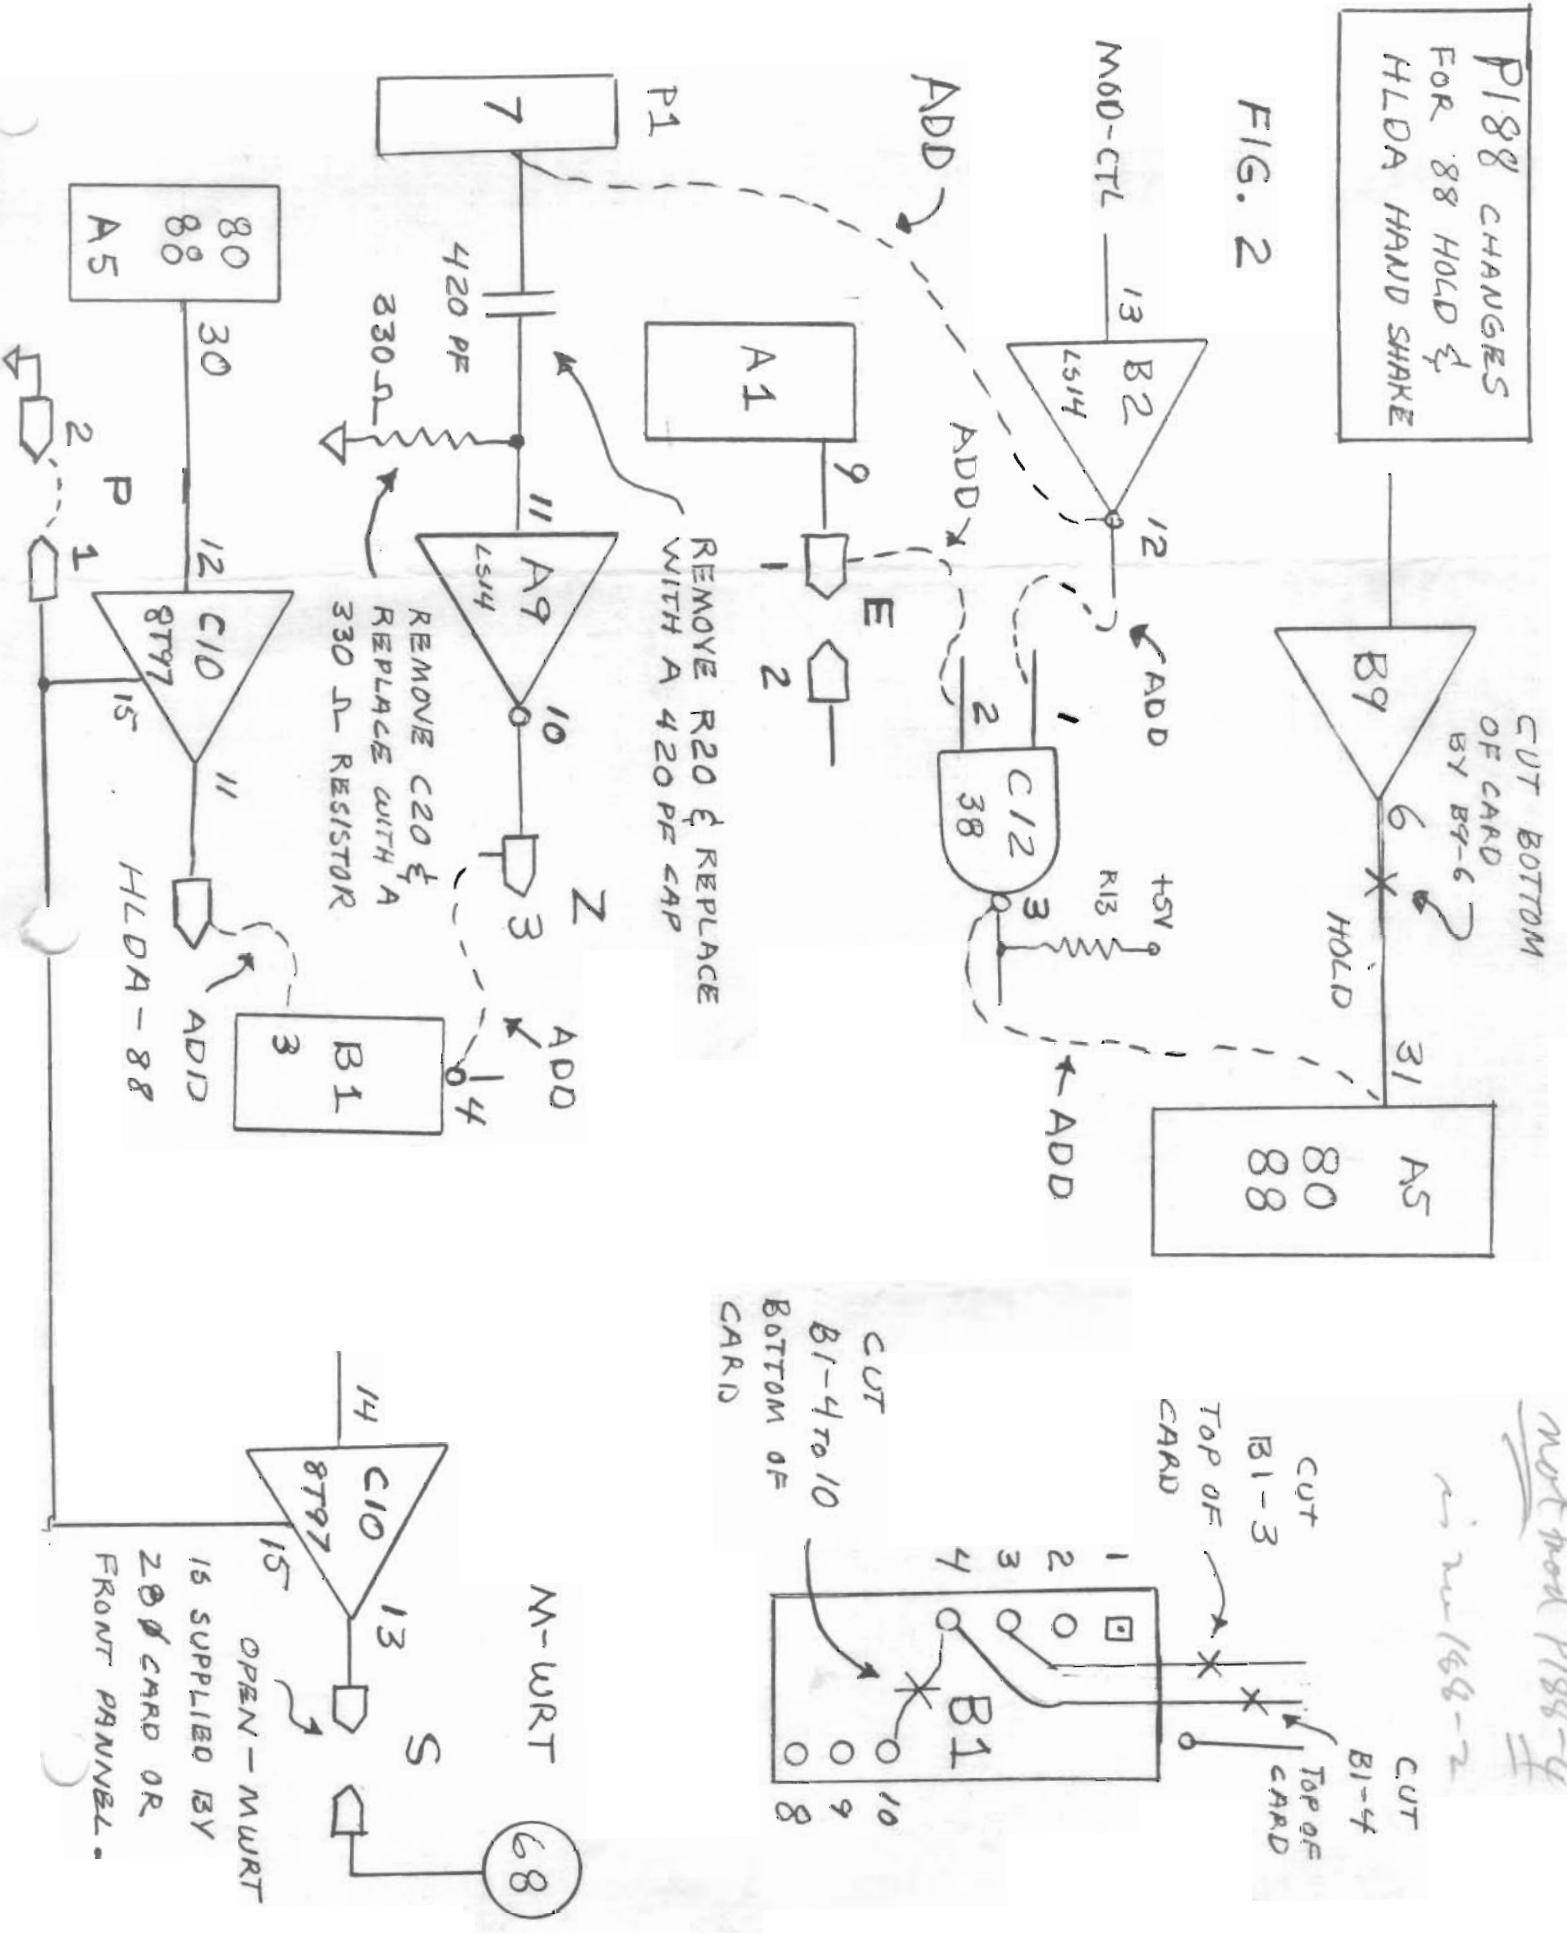 P188 CHANGES
FOR 88 HOLD &
HLDA HAND SHAKE
FIG. 2
B9
6
CUT BOTTOM
OF CARD
BY B9-6
HOLD
31
A5
80
88
MOD-CTL
13
B2
LS14
12
ADD
ADD
ADD
1
2
C12
38
3
R13
+5V
ADD
A1
9
1
E
2
P1
7
420 PF
330Ω
11
A9
LS14
10
Z
3
ADD
REMOVE R20 & REPLACE
WITH A 420 PF CAP
REMOVE C20 &
REPLACE WITH A
330 Ω RESISTOR
80
88
A5
30
12
C10
8T97
15
11
HLDA-88
ADD
B1
3
4
2
P
1
not mod P188-4
CUT
B1-3
TOP OF
CARD
CUT
B1-4
TOP OF
CARD
1
2
3
4
B1
10
9
8
CUT
B1-4 TO 10
BOTTOM OF
CARD
14
C10
8T97
15
13
M-WRT
S
68
OPEN-MWRT
IS SUPPLIED BY
Z80 CARD OR
FRONT PANNEL.